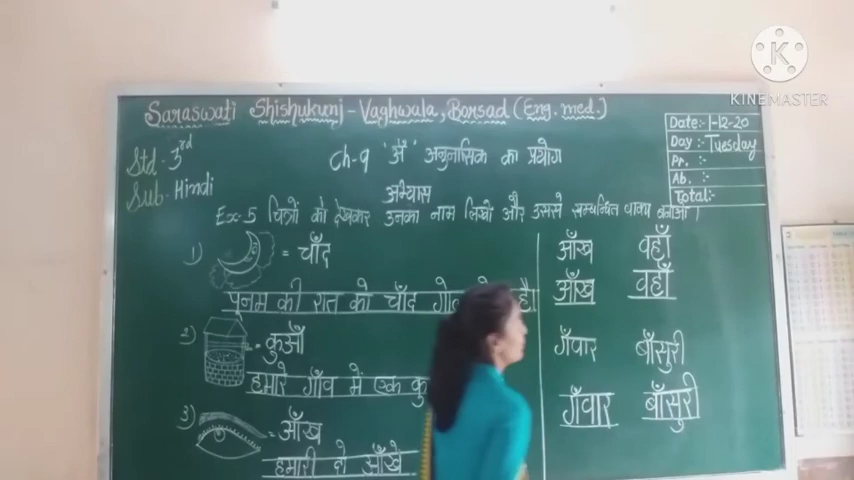 KINEMASTER
Saraswati Shishukunj - Vaghwala, Borsad (Eng. med.)
Date:- 1-12-20
Day :- Tuesday
Pr. :-
Ab. :-
Total:-
Std - 3rd
Sub - Hindi
Ch-9 'अँ' अनुनासिक का प्रयोग
अभ्यास
Ex-5 चित्रों को देखकर उनका नाम लिखो और उससे सम्बन्धित वाक्य बनाओ ।
1) = चाँद
पूनम की रात को चाँद है।
2) = कुआँ
हमारे गाँव में एक
3) = आँख
हमारी दो आँखे
आँख वहाँ
आँख वहाँ
गँवार बाँसुरी
गँवार बाँसुरी